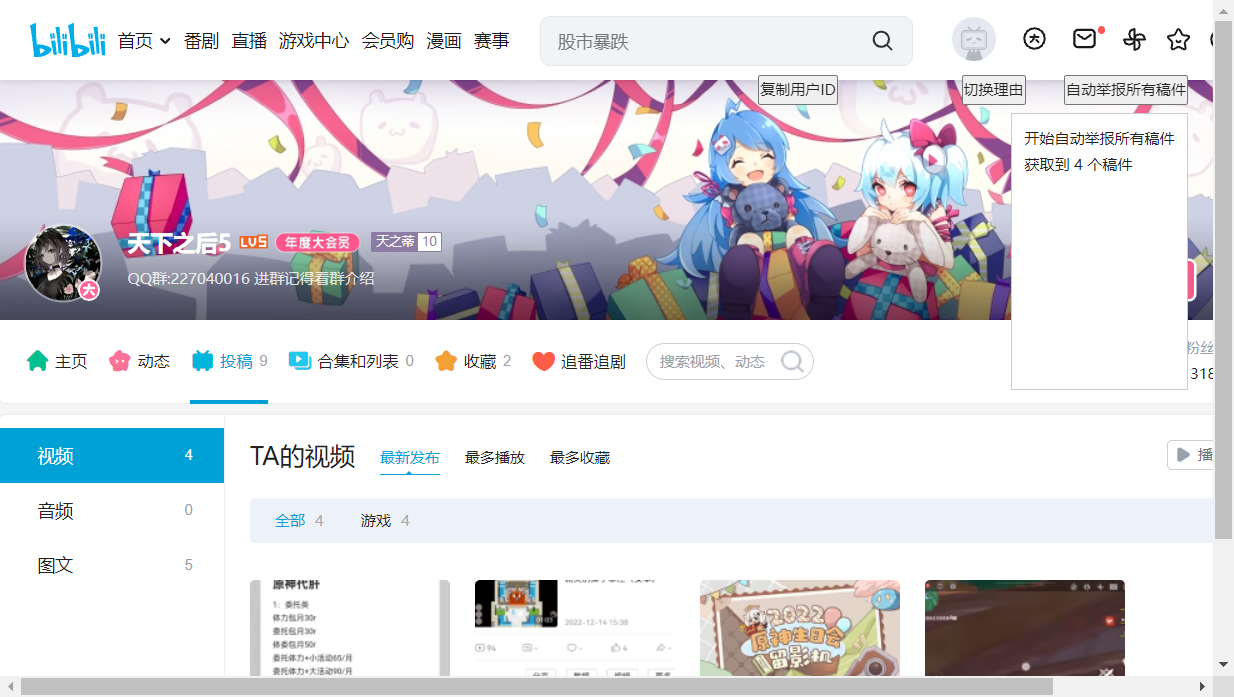 bilibili 首页 番剧 直播 游戏中心 会员购 漫画 赛事 股市暴跌
复制用户ID 切换理由 自动举报所有稿件
开始自动举报所有稿件
获取到 4 个稿件
天下之后5 LV5 年度大会员 天之蒂 10
QQ群:227040016 进群记得看群介绍
主页 动态 投稿 9 合集和列表 0 收藏 2 追番追剧 搜索视频、动态
粉丝
318
视频 4
音频 0
图文 5
TA的视频 最新发布 最多播放 最多收藏 播
全部 4 游戏 4
原神代肝
1: 委托类
体力包月30r
委托包月30r
修委包月50r
委托体力+小活动65/月
委托体力+大活动90/月
2022-12-14 15:38
94
4
2022
原神生日会
留影机